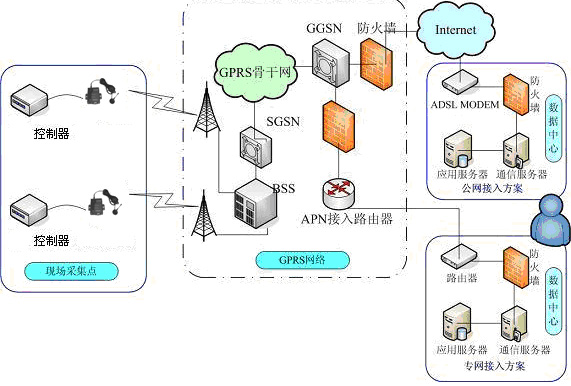 控制器
控制器
现场采集点
GPRS骨干网
GGSN
防火墙
SGSN
BSS
APN接入路由器
GPRS网络
Internet
ADSL MODEM
防火墙
数据中心
应用服务器
通信服务器
公网接入方案
路由器
防火墙
数据中心
应用服务器
通信服务器
专网接入方案